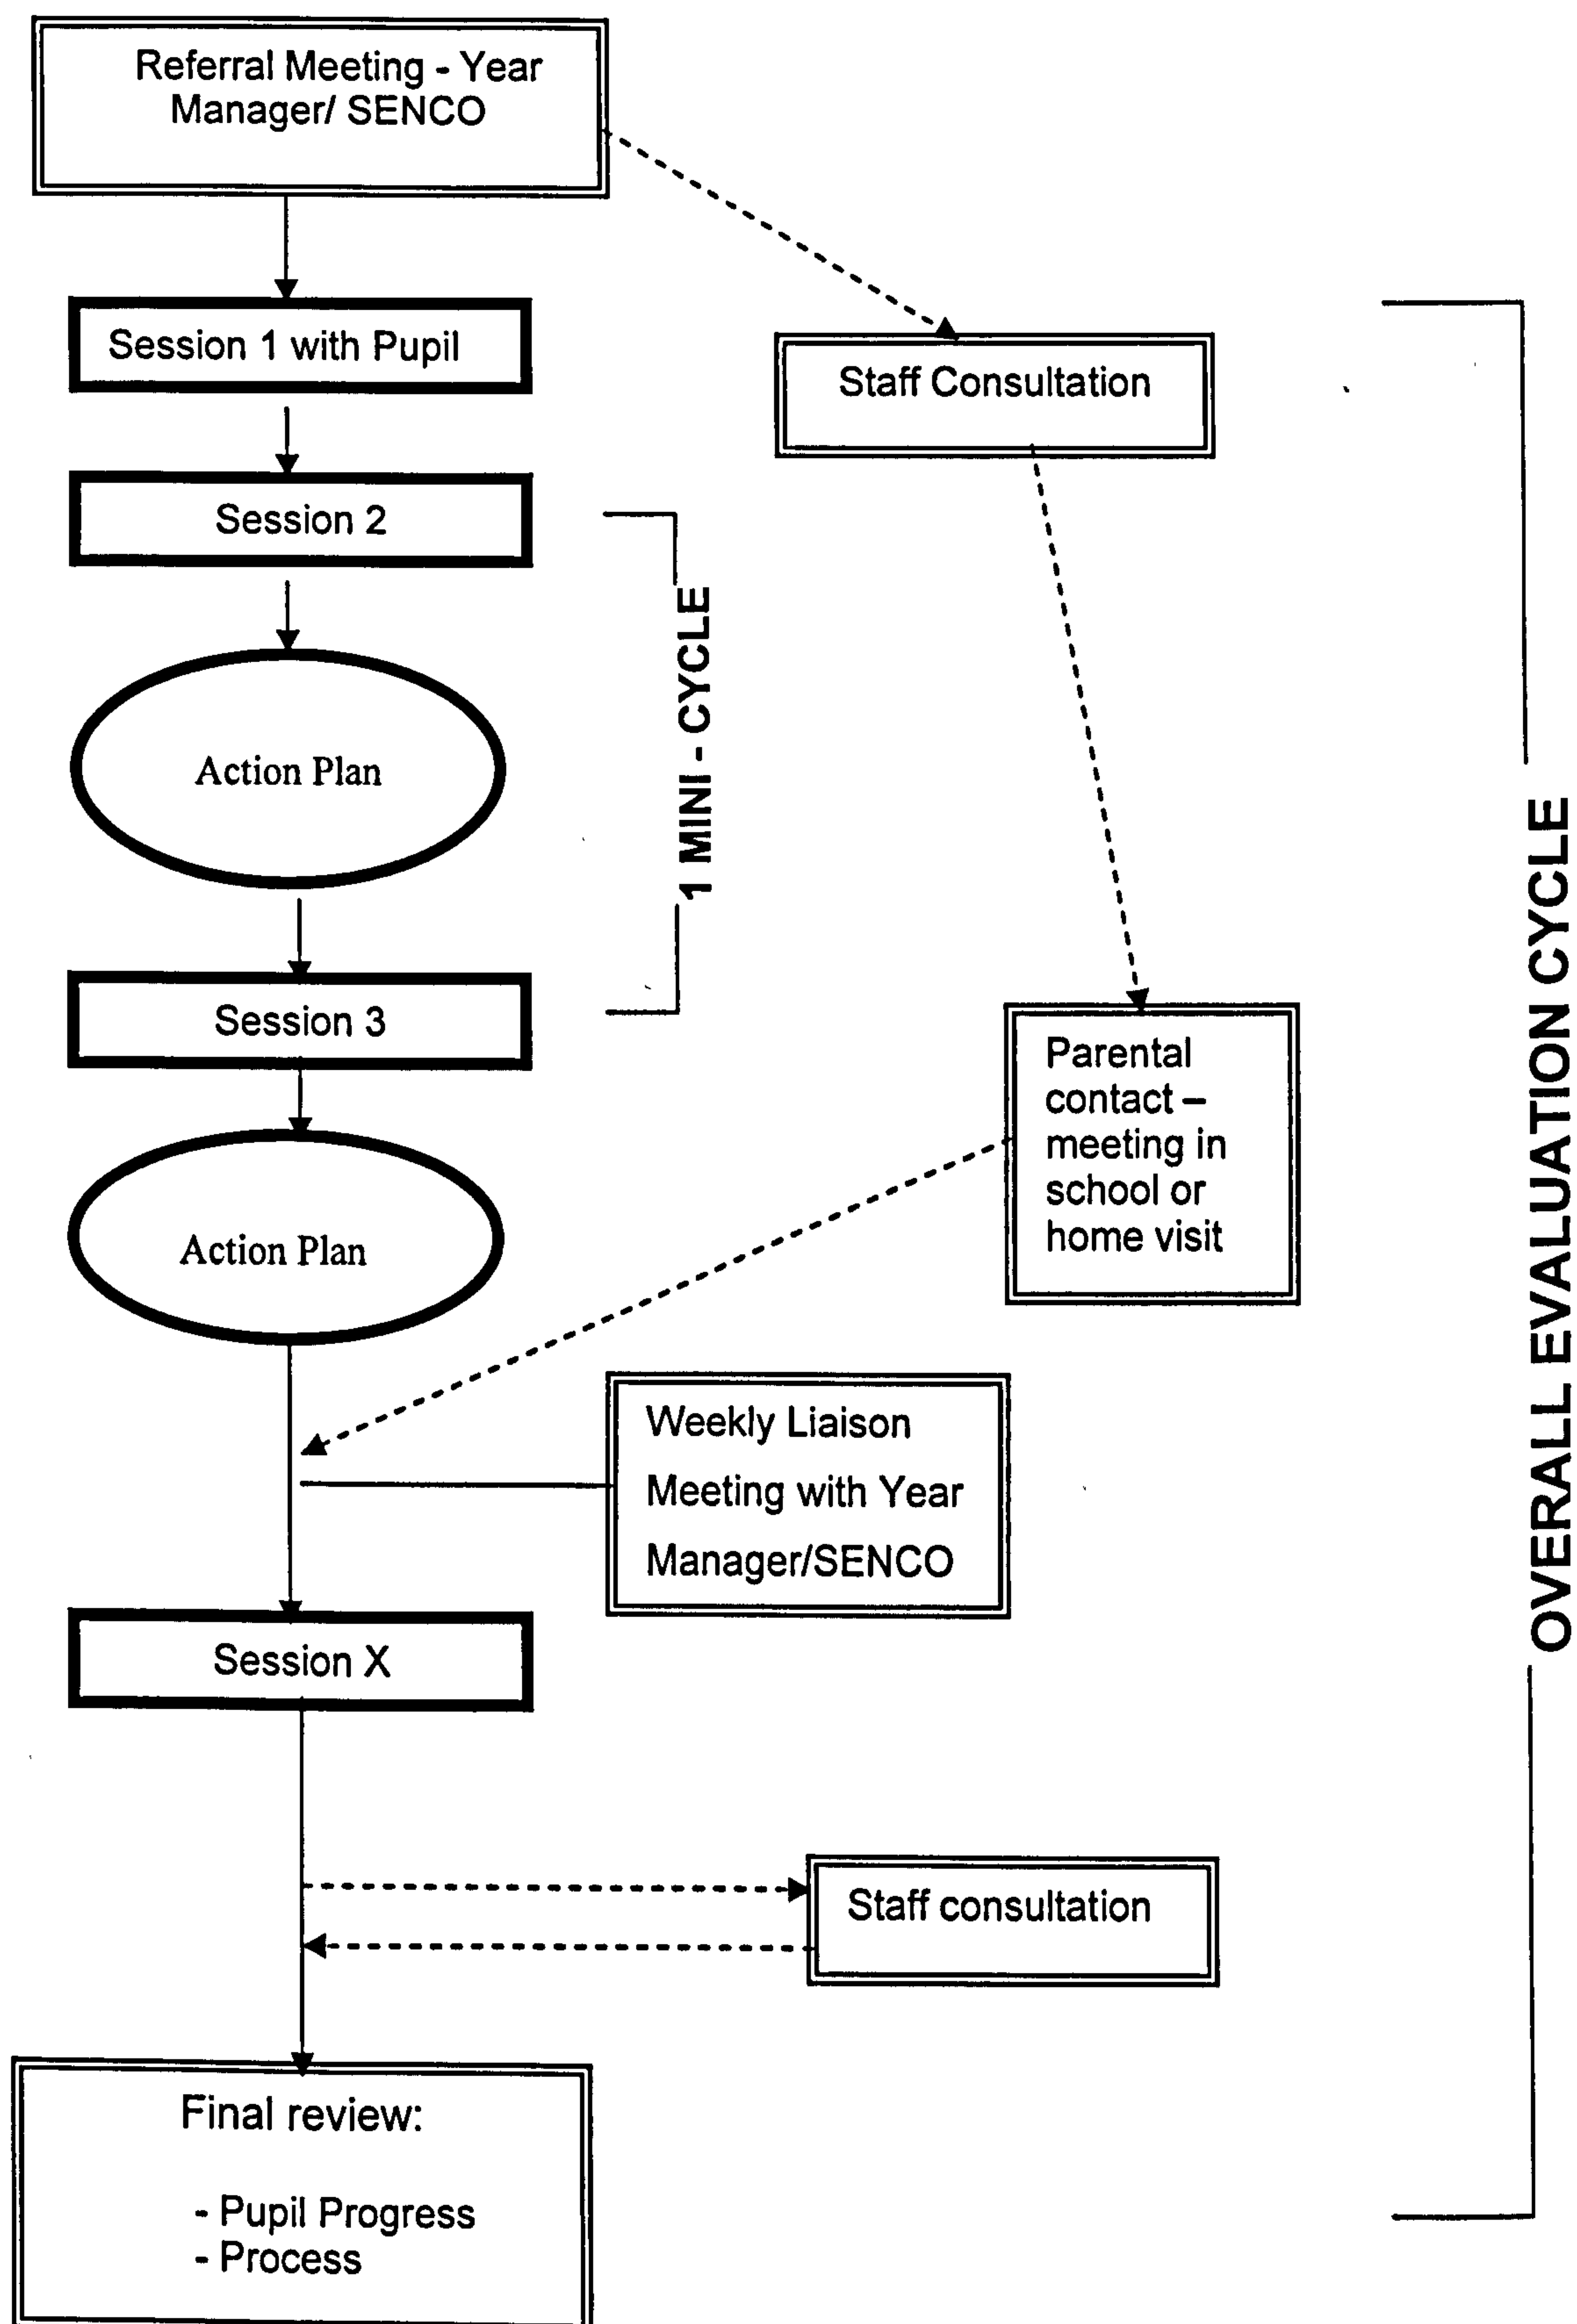 Referral Meeting - Year
Manager/ SENCO
Session 1 with Pupil
Staff Consultation
Session 2
1 MINI - CYCLE
Action Plan
Session 3
Parental
contact –
meeting in
school or
home visit
Action Plan
Weekly Liaison
Meeting with Year
Manager/SENCO
Session X
Staff consultation
Final review:
- Pupil Progress
- Process
OVERALL EVALUATION CYCLE